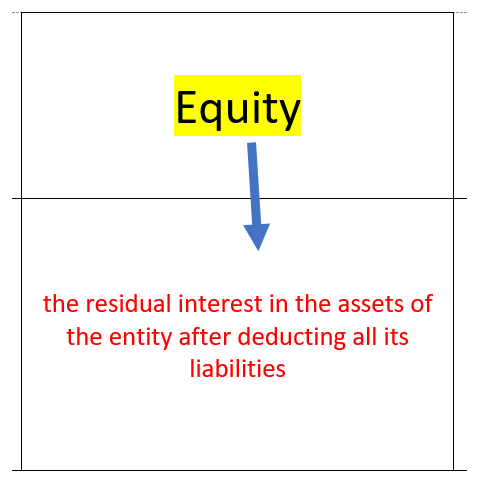 Equity
the residual interest in the assets of
the entity after deducting all its
liabilities